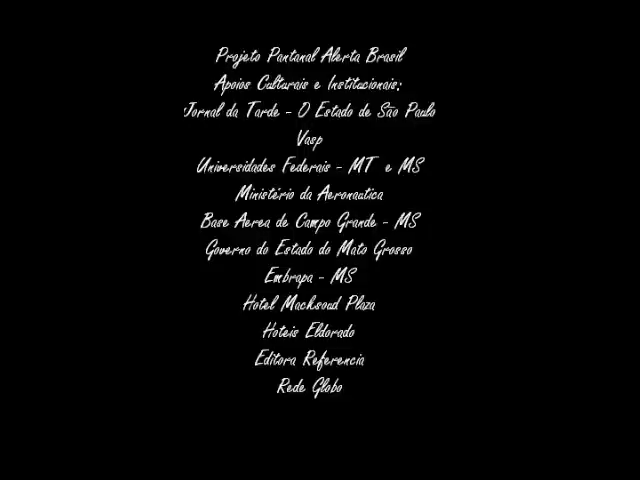 Projeto Pantanal Alerta Brasil
Apoios Culturais e Institucionais:
Jornal da Tarde - O Estado de São Paulo
Vasp
Universidades Federais - MT e MS
Ministério da Aeronautica
Base Aerea de Campo Grande - MS
Governo do Estado do Mato Grosso
Embrapa - MS
Hotel Macksoud Plaza
Hoteis Eldorado
Editora Referencia
Rede Globo